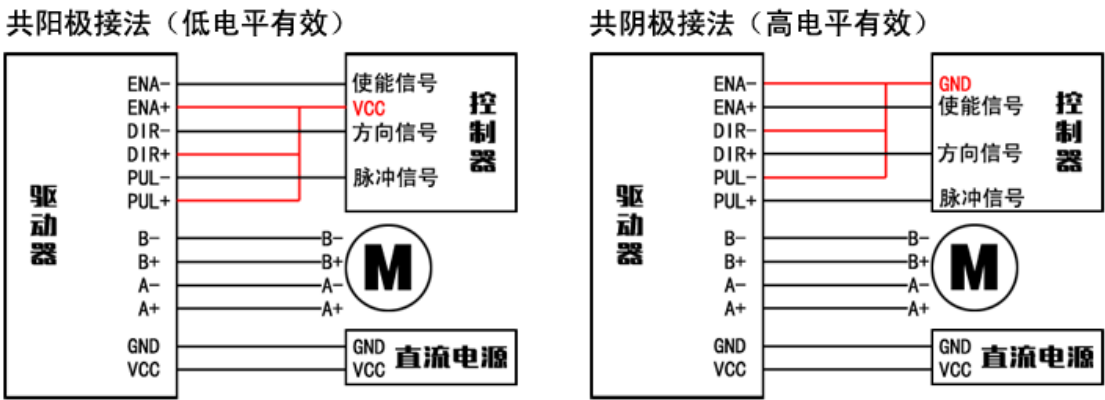 共阳极接法（低电平有效）
驱动器
ENA-
ENA+
DIR-
DIR+
PUL-
PUL+
B-
B+
A-
A+
GND
VCC
使能信号
VCC
方向信号
脉冲信号
控制器
B-
B+
A-
A+
M
GND
VCC
直流电源
共阴极接法（高电平有效）
驱动器
ENA-
ENA+
DIR-
DIR+
PUL-
PUL+
B-
B+
A-
A+
GND
VCC
GND
使能信号
方向信号
脉冲信号
控制器
B-
B+
A-
A+
M
GND
VCC
直流电源